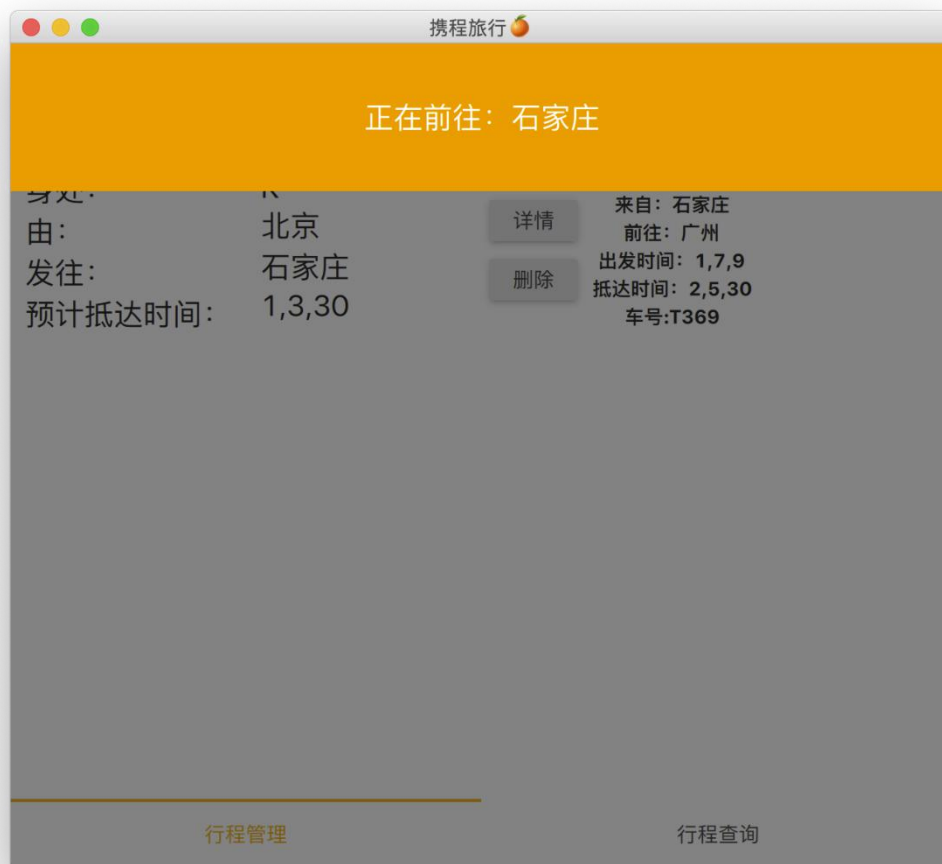 携程旅行🍊
正在前往：石家庄
由：
北京
发往：
石家庄
预计抵达时间：
1,3,30
详情
删除
来自：石家庄
前往：广州
出发时间：1,7,9
抵达时间：2,5,30
车号:T369
行程管理
行程查询